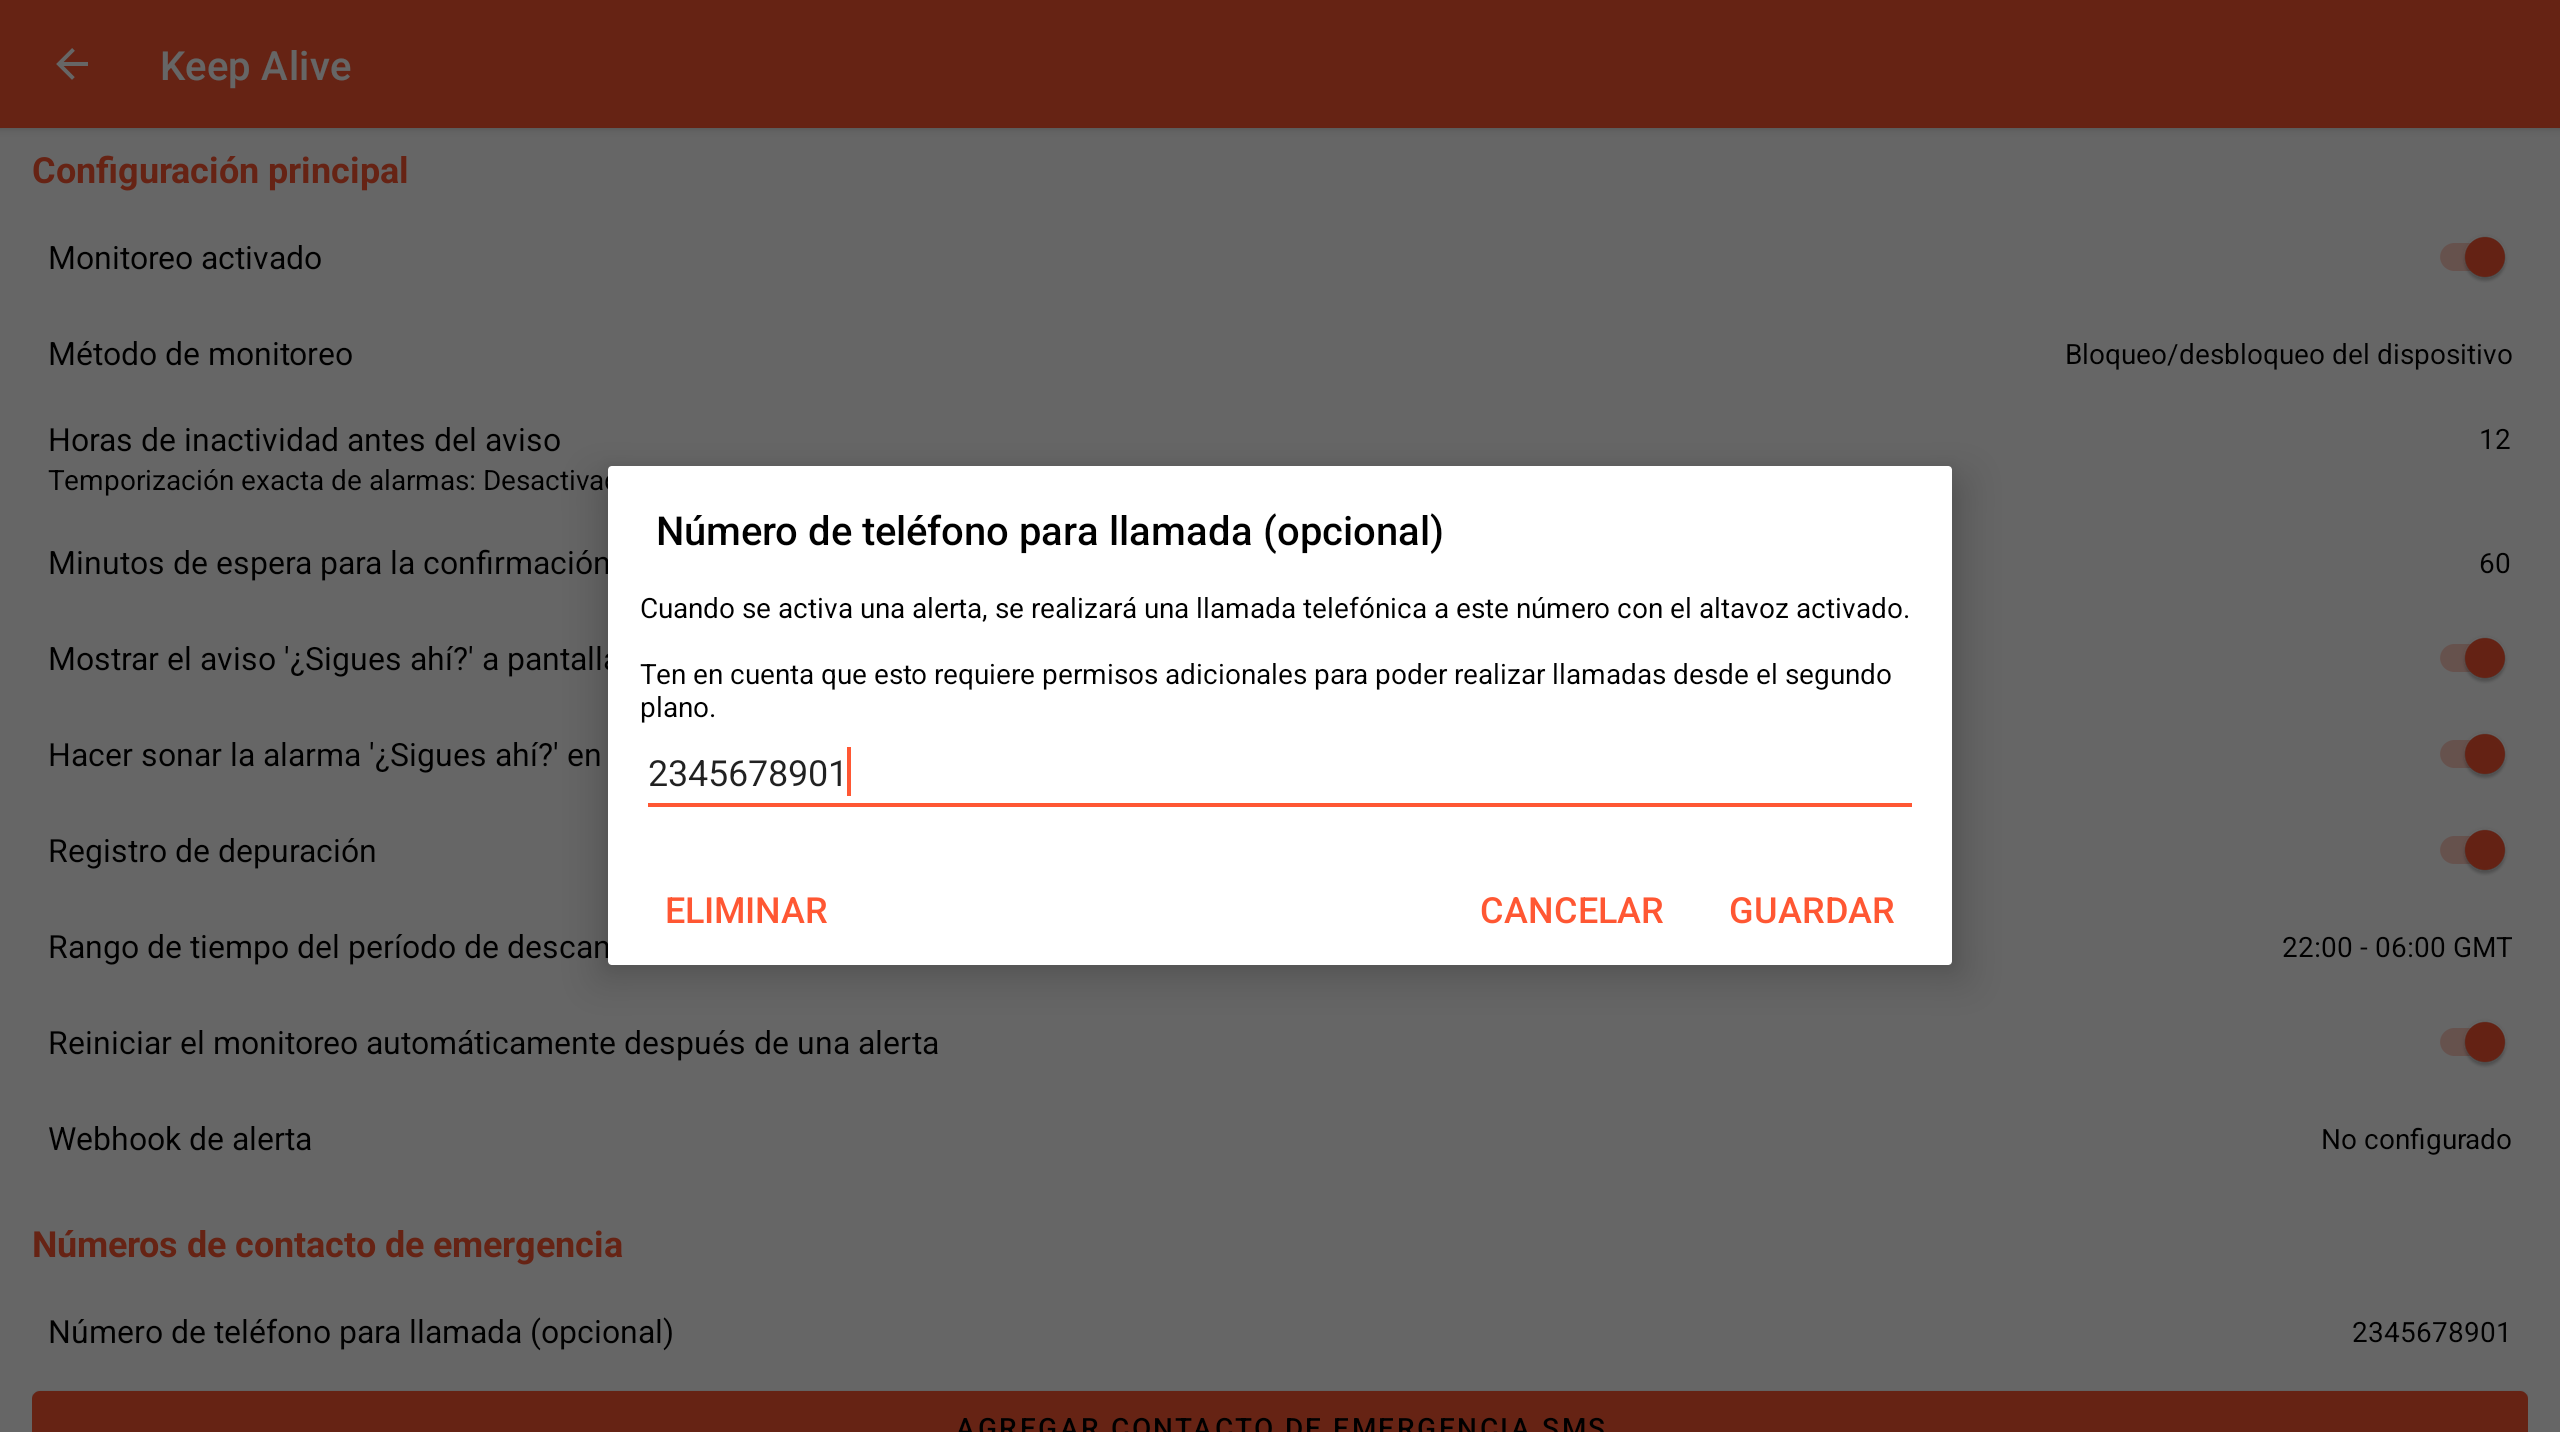 Keep Alive
Configuración principal
Monitoreo activado
Método de monitoreo
Bloqueo/desbloqueo del dispositivo
Horas de inactividad antes del aviso
12
Temporización exacta de alarmas:
Minutos de espera para la confirmación
60
Mostrar el aviso '¿Sigues ahí?' a
Hacer sonar la alarma '¿Sigues ahí?' en
Registro de depuración
Rango de tiempo del período de
22:00 - 06:00 GMT
Reiniciar el monitoreo automáticamente después de una alerta
Webhook de alerta
No configurado
Números de contacto de emergencia
Número de teléfono para llamada (opcional)
2345678901
AGREGAR CONTACTO DE EMERGENCIA SMS
Número de teléfono para llamada (opcional)
Cuando se activa una alerta, se realizará una llamada telefónica a este número con el altavoz activado.
Ten en cuenta que esto requiere permisos adicionales para poder realizar llamadas desde el segundo
plano.
2345678901
ELIMINAR
CANCELAR
GUARDAR